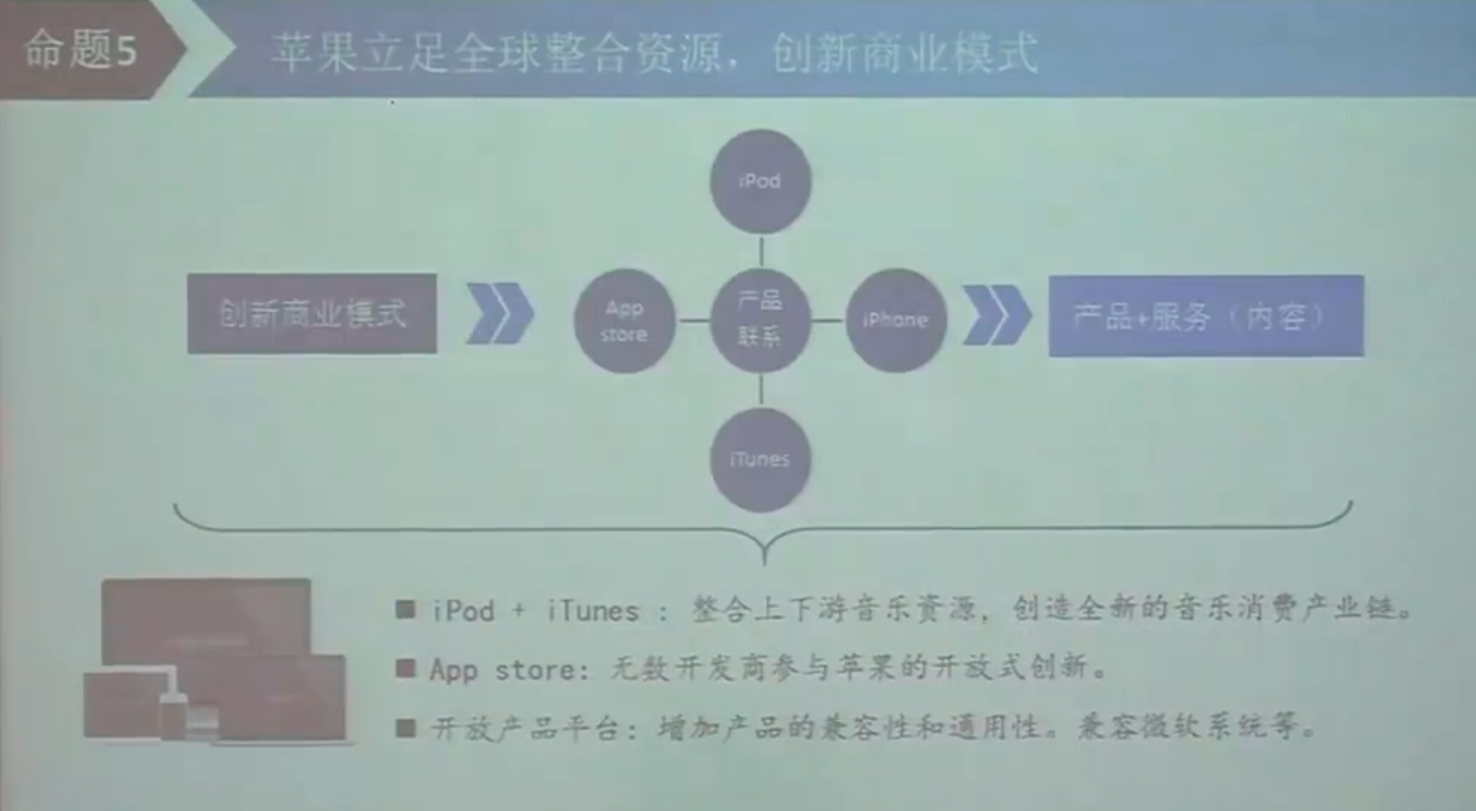 命题5
苹果立足全球整合资源，创新商业模式
iPod
创新商业模式
App
store
产品
联系
iPhone
产品+服务（内容）
iTunes
iPod + iTunes ：整合上下游音乐资源，创造全新的音乐消费产业链。
App store：无数开发商参与苹果的开放式创新。
开放产品平台：增加产品的兼容性和通用性。兼容微软系统等。